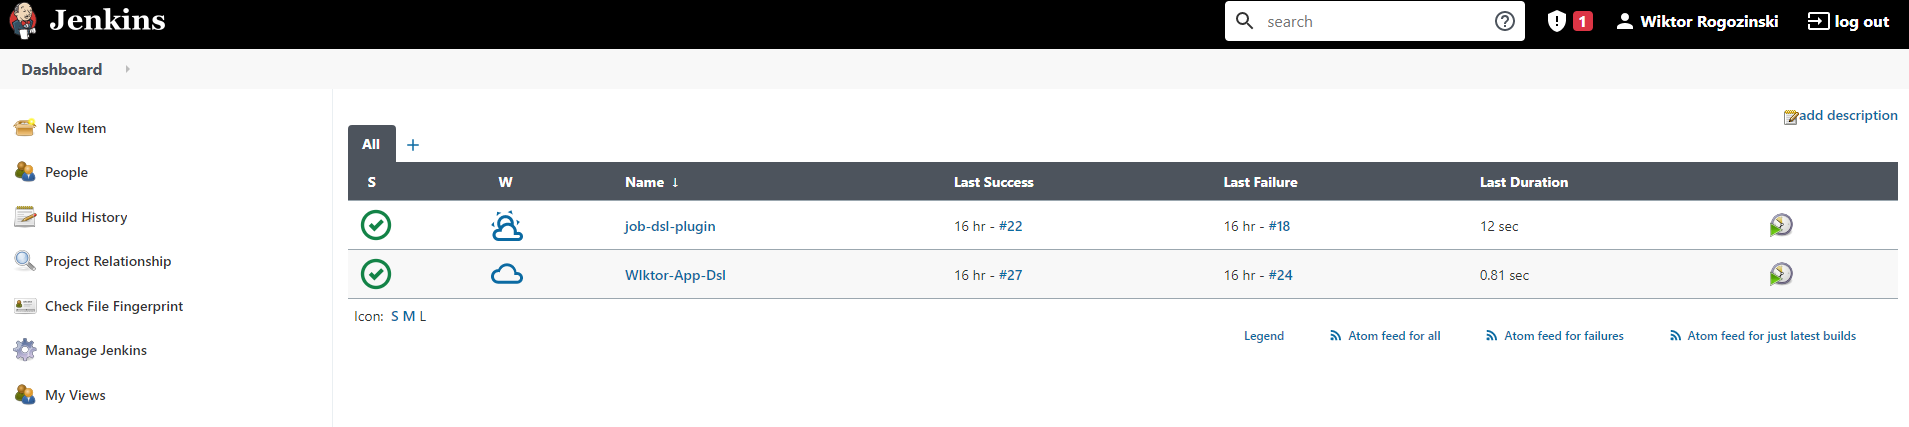 Jenkins
search
1
Wiktor Rogozinski
log out
Dashboard
New Item
People
Build History
Project Relationship
Check File Fingerprint
Manage Jenkins
My Views
add description
All +
S W Name ↓ Last Success Last Failure Last Duration
job-dsl-plugin 16 hr - #22 16 hr - #18 12 sec
WIktor-App-Dsl 16 hr - #27 16 hr - #24 0.81 sec
Icon: S M L
Legend Atom feed for all Atom feed for failures Atom feed for just latest builds